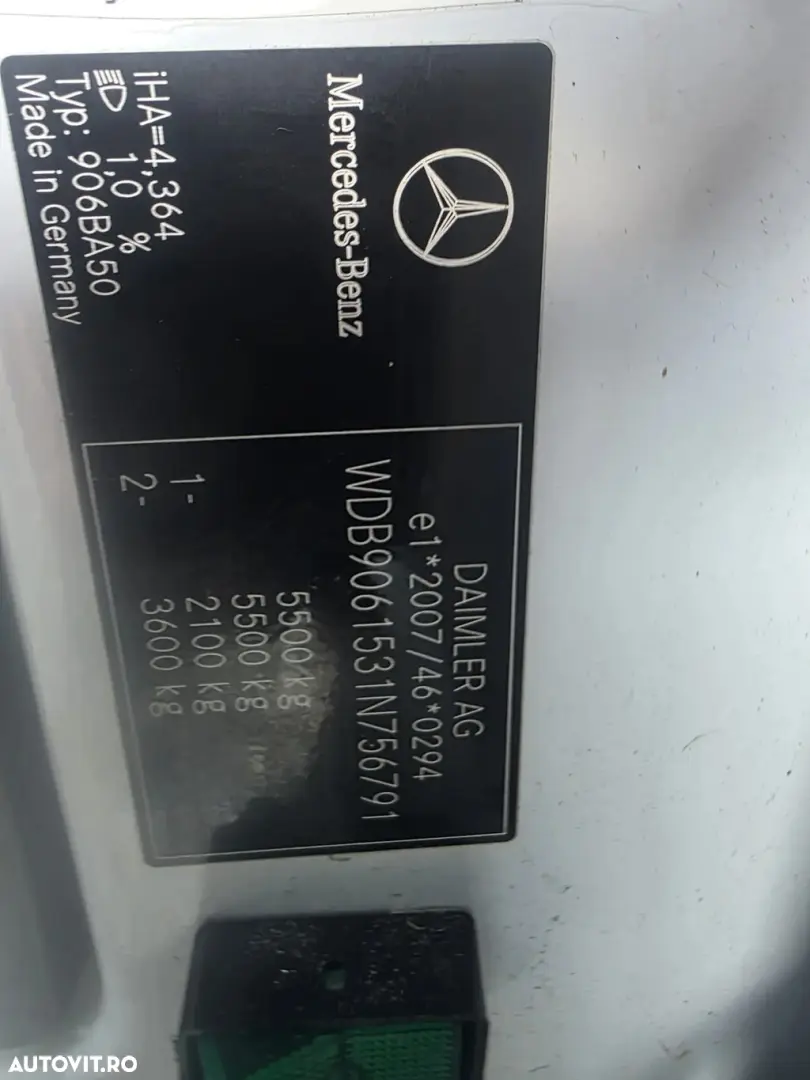 Mercedes-Benz
iHA=4,364
1,0 %
Typ: 906BA50
Made in Germany
DAIMLER AG
e1*2007/46*0294
WDB9061531N756791
5500 kg
5500 kg
1- 2100 kg
2- 3600 kg
AUTOVIT.RO